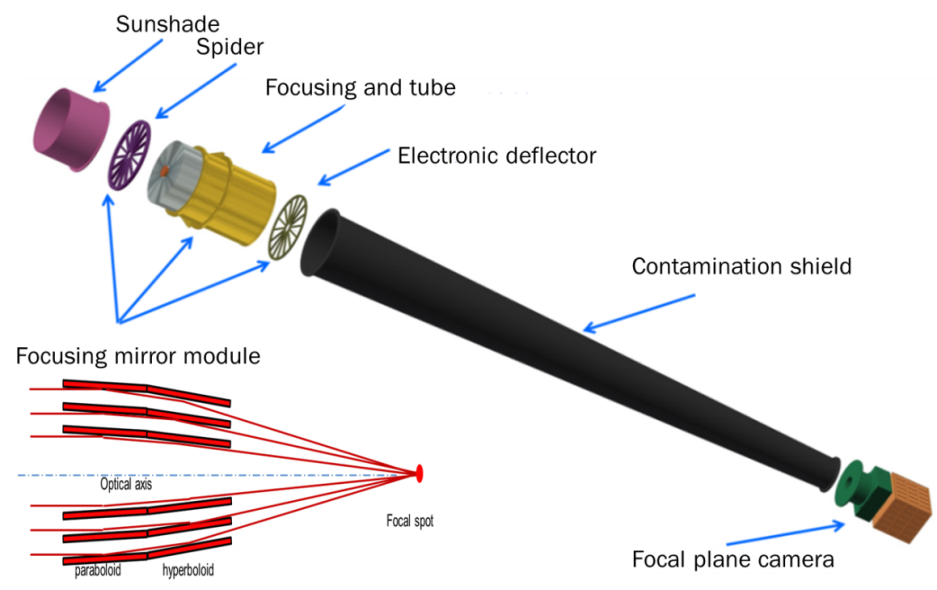 Sunshade
Spider
Focusing and tube
Electronic deflector
Contamination shield
Focusing mirror module
Optical axis
Focal spot
paraboloid
hyperboloid
Focal plane camera